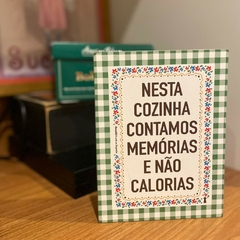 NESTA
COZINHA
CONTAMOS
MEMÓRIAS
E NÃO
CALORIAS